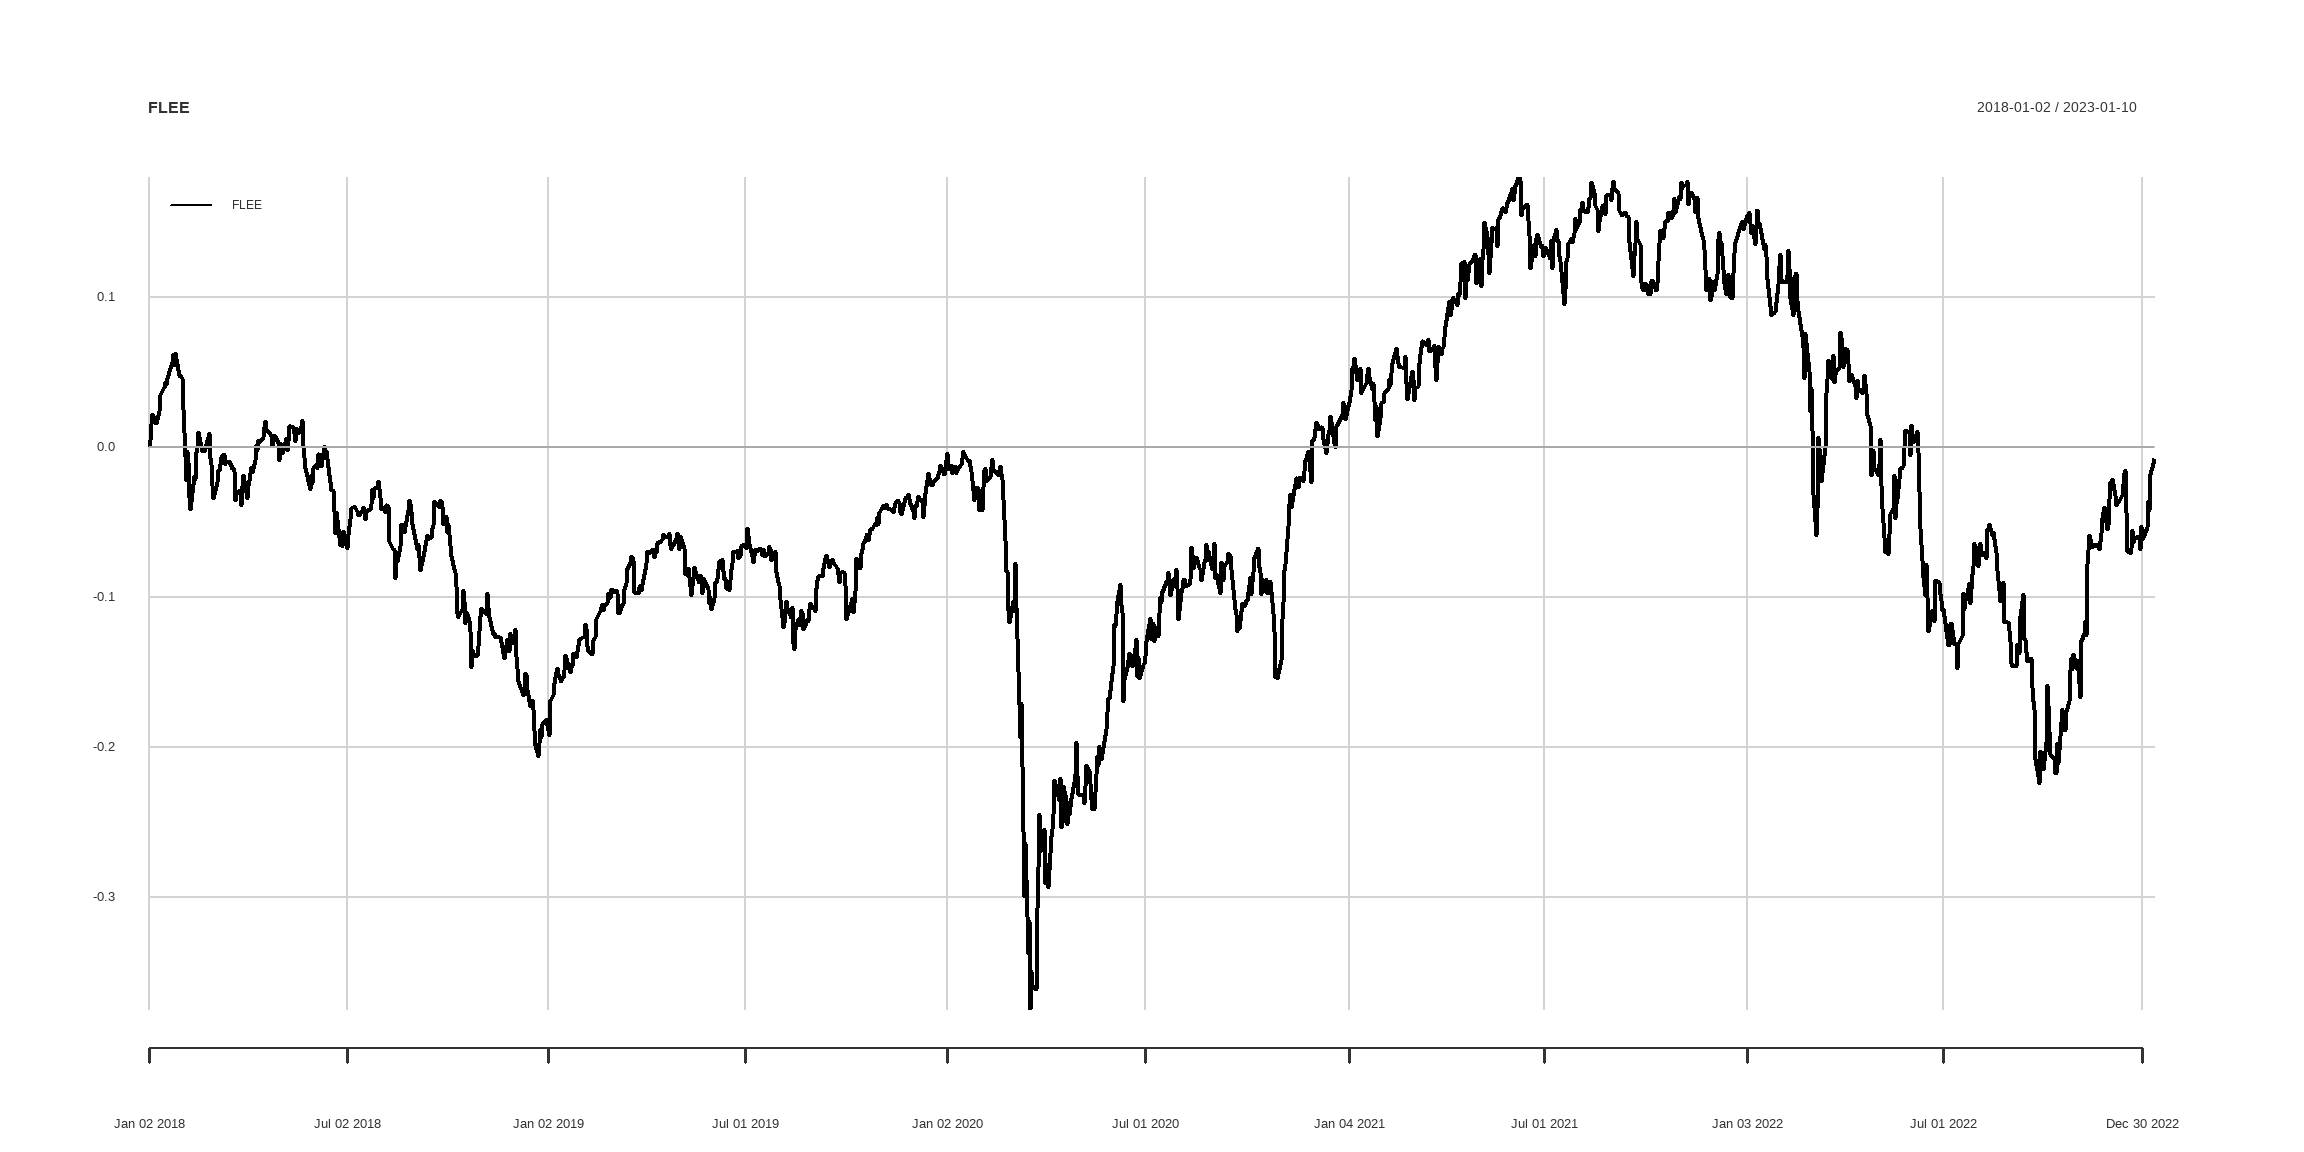 FLEE
2018-01-02 / 2023-01-10
FLEE
0.1
0.0
-0.1
-0.2
-0.3
Jan 02 2018
Jul 02 2018
Jan 02 2019
Jul 01 2019
Jan 02 2020
Jul 01 2020
Jan 04 2021
Jul 01 2021
Jan 03 2022
Jul 01 2022
Dec 30 2022